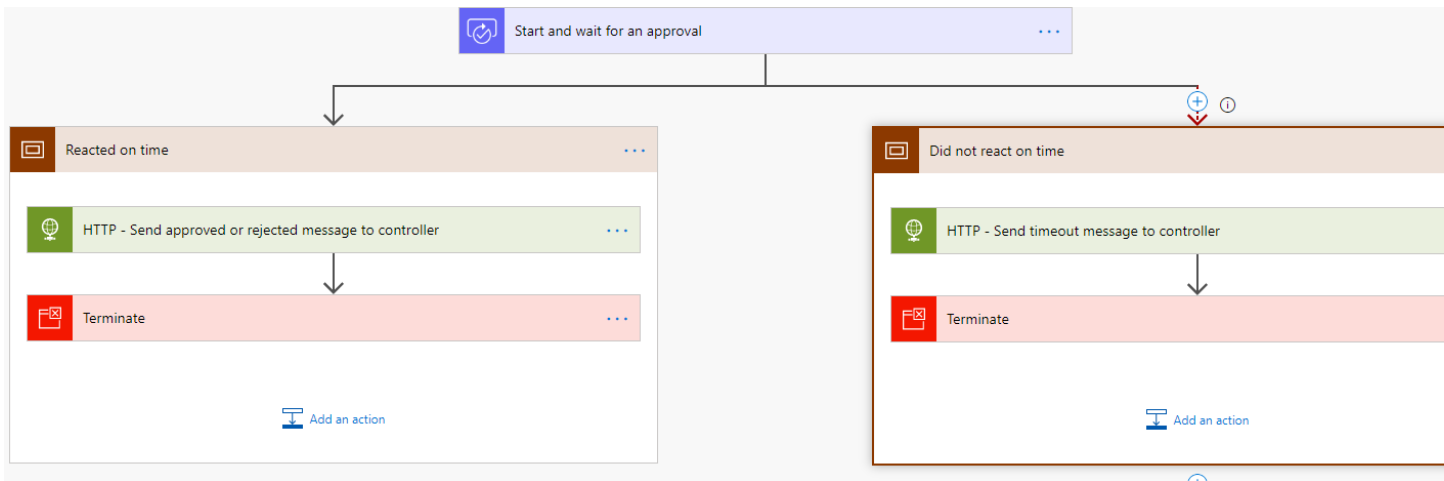 Start and wait for an approval
Reacted on time
Did not react on time
HTTP - Send approved or rejected message to controller
HTTP - Send timeout message to controller
Terminate
Terminate
Add an action
Add an action